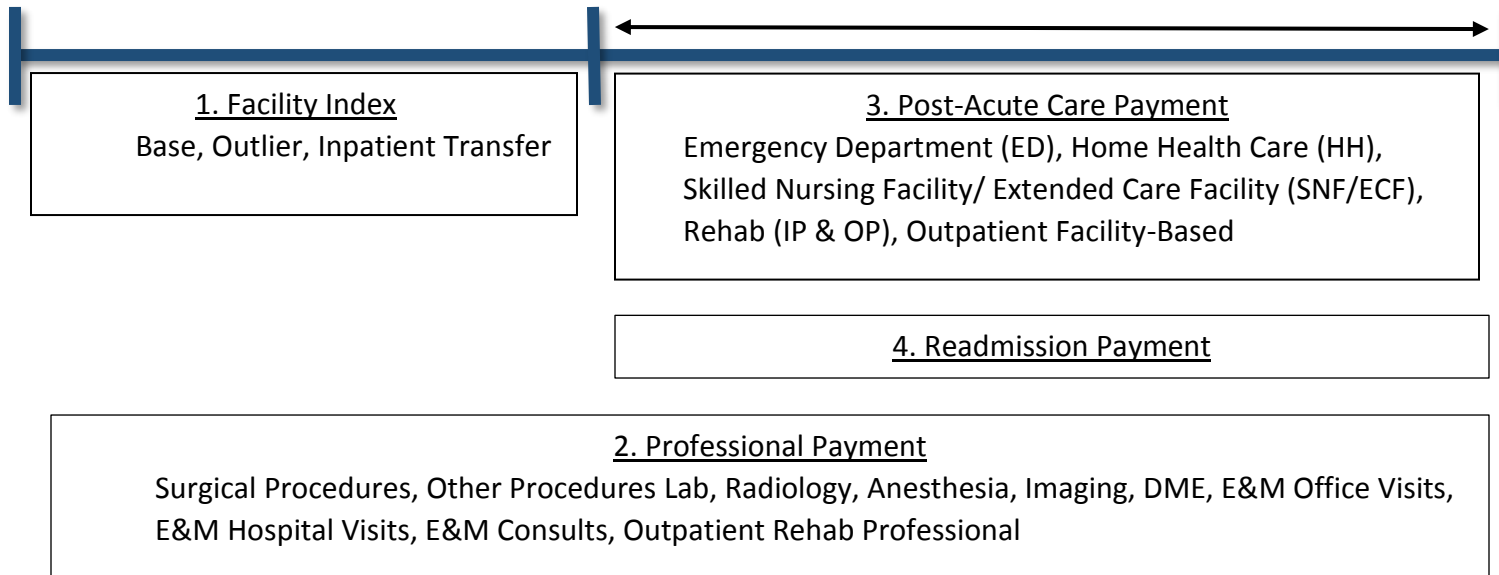 1. Facility Index
Base, Outlier, Inpatient Transfer
3. Post-Acute Care Payment
Emergency Department (ED), Home Health Care (HH),
Skilled Nursing Facility/ Extended Care Facility (SNF/ECF),
Rehab (IP & OP), Outpatient Facility-Based
4. Readmission Payment
2. Professional Payment
Surgical Procedures, Other Procedures Lab, Radiology, Anesthesia, Imaging, DME, E&M Office Visits,
E&M Hospital Visits, E&M Consults, Outpatient Rehab Professional